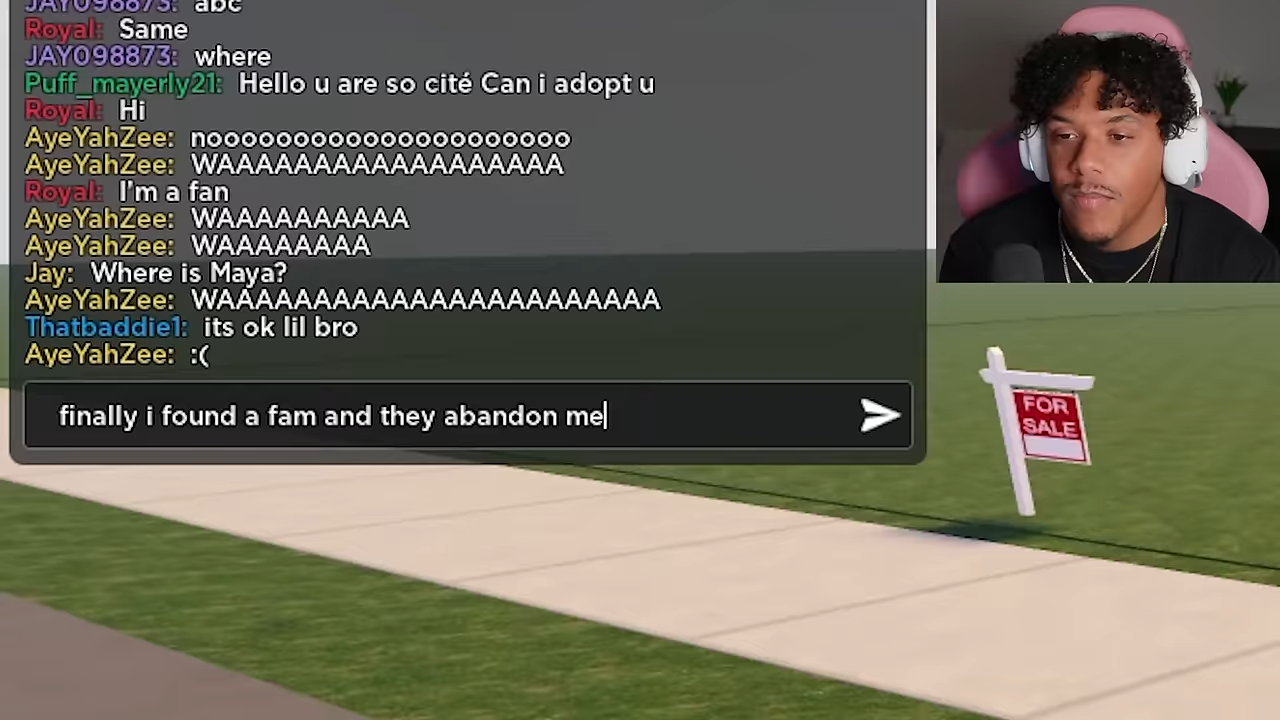 JAY098873: abc
Royal: Same
JAY098873: where
Puff_mayerly21: Hello u are so cité Can i adopt u
Royal: Hi
AyeYahZee: noooooooooooooooooooooo
AyeYahZee: WAAAAAAAAAAAAAAAAAA
Royal: I'm a fan
AyeYahZee: WAAAAAAAAAA
AyeYahZee: WAAAAAAAA
Jay: Where is Maya?
AyeYahZee: WAAAAAAAAAAAAAAAAAAAAAAA
Thatbaddie1: its ok lil bro
AyeYahZee: :(
finally i found a fam and they abandon me
FOR
SALE